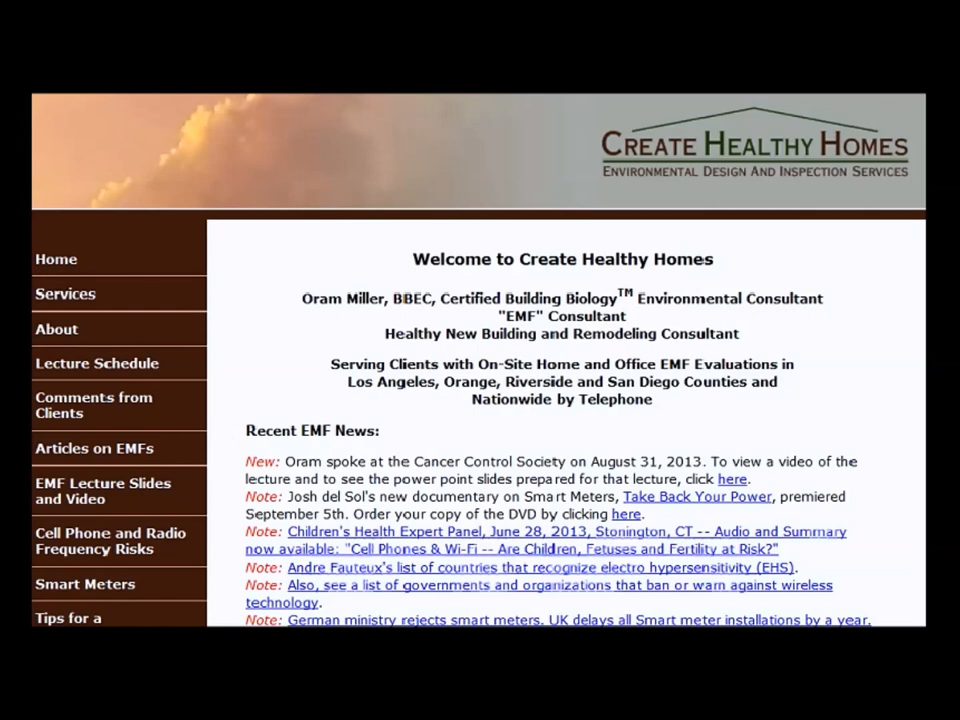 CREATE HEALTHY HOMES
ENVIRONMENTAL DESIGN AND INSPECTION SERVICES
Home
Services
About
Lecture Schedule
Comments from
Clients
Articles on EMFs
EMF Lecture Slides
and Video
Cell Phone and Radio
Frequency Risks
Smart Meters
Tips for a
Welcome to Create Healthy Homes
Oram Miller, BBEC, Certified Building Biology™ Environmental Consultant
"EMF" Consultant
Healthy New Building and Remodeling Consultant
Serving Clients with On-Site Home and Office EMF Evaluations in
Los Angeles, Orange, Riverside and San Diego Counties and
Nationwide by Telephone
Recent EMF News:
New: Oram spoke at the Cancer Control Society on August 31, 2013. To view a video of the
lecture and to see the power point slides prepared for that lecture, click here.
Note: Josh del Sol's new documentary on Smart Meters, Take Back Your Power, premiered
September 5th. Order your copy of the DVD by clicking here.
Note: Children's Health Expert Panel, June 28, 2013, Stonington, CT -- Audio and Summary
now available: "Cell Phones & Wi-Fi -- Are Children, Fetuses and Fertility at Risk?"
Note: Andre Fauteux's list of countries that recognize electro hypersensitivity (EHS).
Note: Also, see a list of governments and organizations that ban or warn against wireless
technology.
Note: German ministry rejects smart meters. UK delays all Smart meter installations by a year.